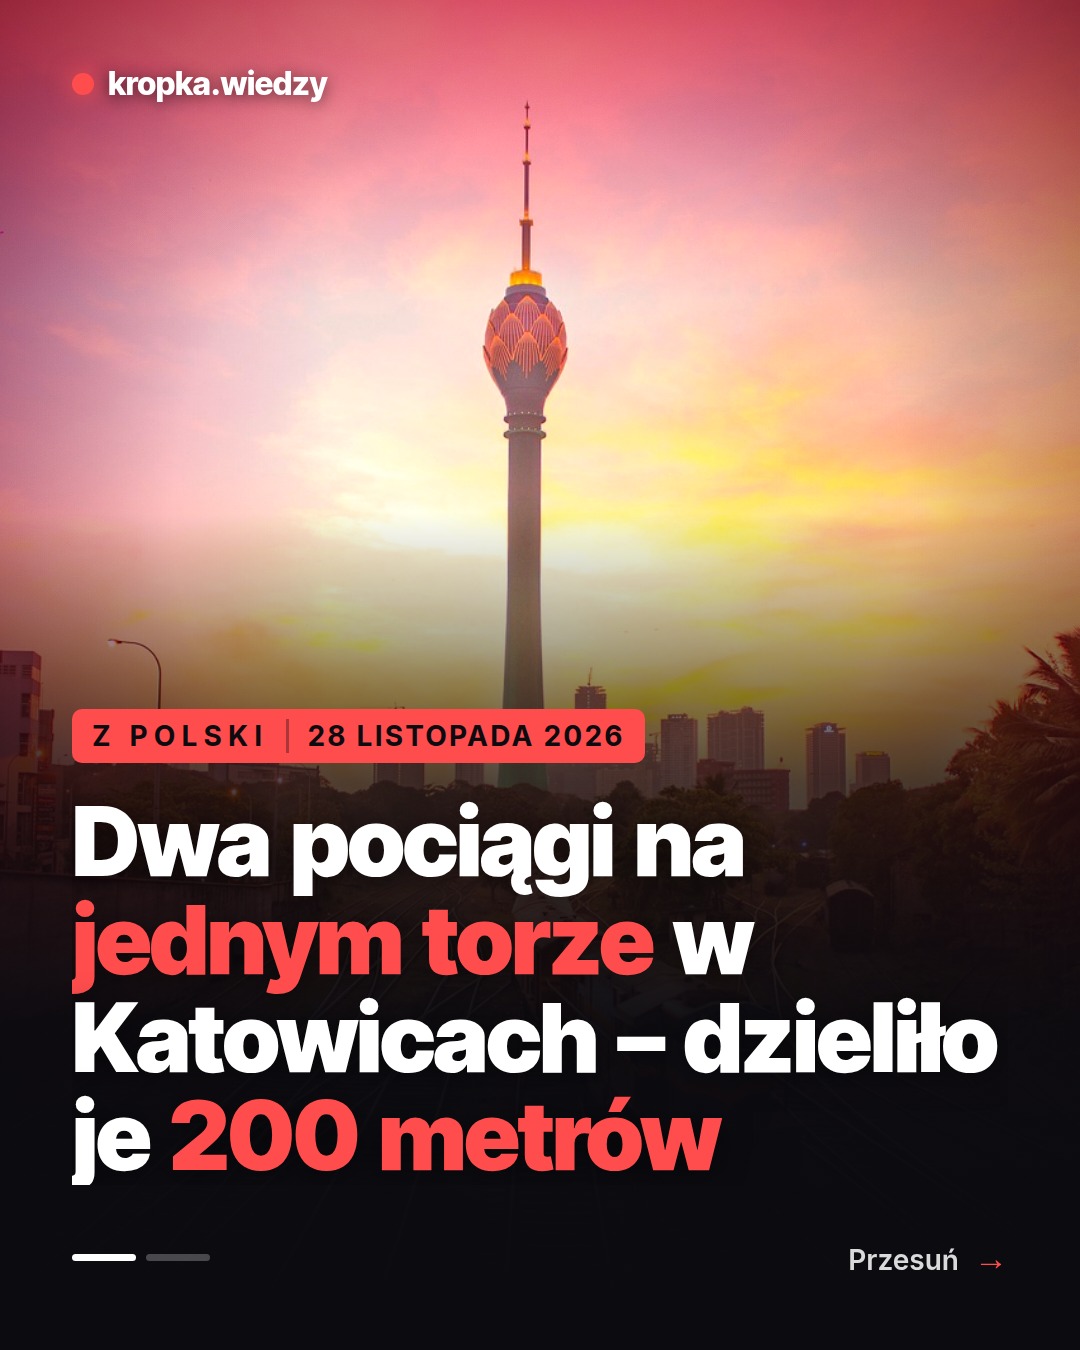 kropka.wiedzy
Z POLSKI | 28 LISTOPADA 2026
Dwa pociągi na
jednym torze w
Katowicach – dzieliło
je 200 metrów
Przesuń →